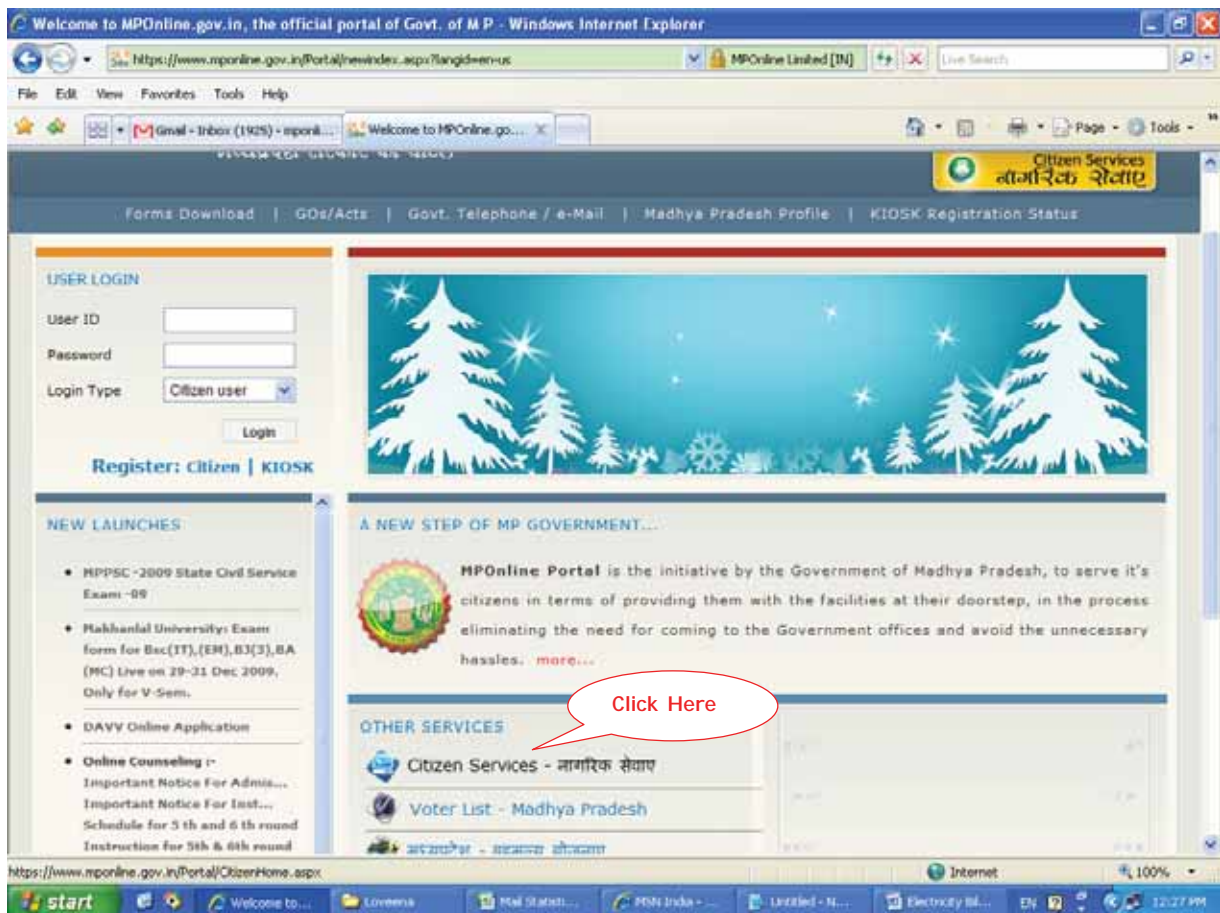 Welcome to MPOnline.gov.in, the official portal of Govt. of M P - Windows Internet Explorer
https://www.mponline.gov.in/Portal/newindex.aspx?langid=en-us
MPOnline Limited [IN]
Live Search
File Edit View Favorites Tools Help
Gmail - Inbox (1925) - mponli...
Welcome to MPOnline.go...
Page
Tools
Citizen Services
नागरिक सेवाए
Forms Download | GOs/Acts | Govt. Telephone / e-Mail | Madhya Pradesh Profile | KIOSK Registration Status
USER LOGIN
User ID
Password
Login Type Citizen user
Login
Register: Citizen | KIOSK
NEW LAUNCHES
MPPSC -2009 State Civil Service
Exam -09
Makhanlal University: Exam
form for Bsc(IT),(EM),BJ(3),BA
(MC) Live on 29-31 Dec 2009.
Only for V-Sem.
DAVV Online Application
Online Counseling :-
Important Notice For Admis...
Important Notice For Inst...
Schedule for 5 th and 6 th round
Instruction for 5th & 6th round
A NEW STEP OF MP GOVERNMENT...
MPOnline Portal is the initiative by the Government of Madhya Pradesh, to serve it's
citizens in terms of providing them with the facilities at their doorstep, in the process
eliminating the need for coming to the Government offices and avoid the unnecessary
hassles. more...
Click Here
OTHER SERVICES
Citizen Services - नागरिक सेवाए
Voter List - Madhya Pradesh
https://www.mponline.gov.in/Portal/CitizenHome.aspx
Internet
100%
start
Welcome to...
Loveena
Mail Statisti...
MSN India - ...
Untitled - N...
Electricity Bil...
EN
12:27 PM